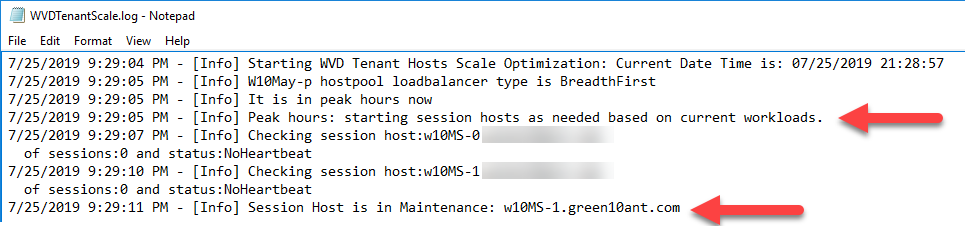 WVDTenantScale.log - Notepad
File Edit Format View Help
7/25/2019 9:29:04 PM - [Info] Starting WVD Tenant Hosts Scale Optimization: Current Date Time is: 07/25/2019 21:28:57
7/25/2019 9:29:05 PM - [Info] W10May-p hostpool loadbalancer type is BreadthFirst
7/25/2019 9:29:05 PM - [Info] It is in peak hours now
7/25/2019 9:29:05 PM - [Info] Peak hours: starting session hosts as needed based on current workloads.
7/25/2019 9:29:07 PM - [Info] Checking session host:w10MS-0
of sessions:0 and status:NoHeartbeat
7/25/2019 9:29:10 PM - [Info] Checking session host:w10MS-1
of sessions:0 and status:NoHeartbeat
7/25/2019 9:29:11 PM - [Info] Session Host is in Maintenance: w10MS-1.green10ant.com